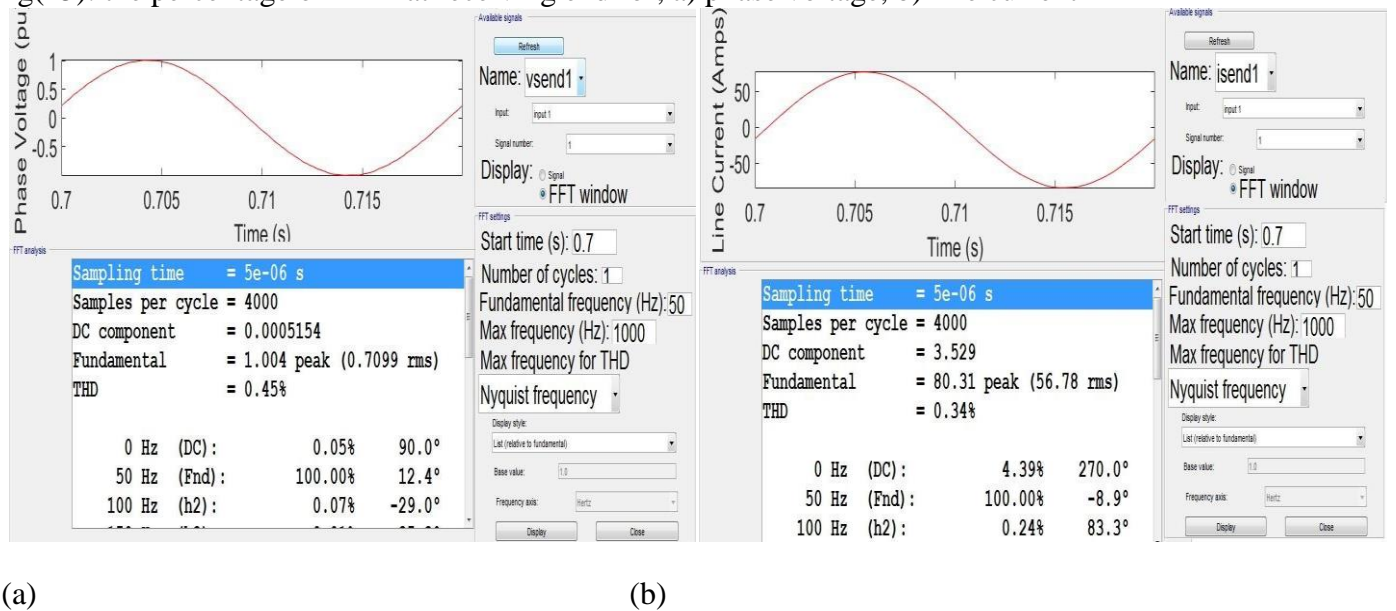 Phase Voltage (pu
1
0.5
0
-0.5
0.7 0.705 0.71 0.715
Time (s)
Available signals
Refresh
Name: vsend1
Input: input 1
Signal number: 1
Display: Signal
FFT window
FFT analysis
Sampling time = 5e-06 s
Samples per cycle = 4000
DC component = 0.0005154
Fundamental = 1.004 peak (0.7099 rms)
THD = 0.45%
0 Hz (DC): 0.05% 90.0°
50 Hz (Fnd): 100.00% 12.4°
100 Hz (h2): 0.07% -29.0°
FFT settings
Start time (s): 0.7
Number of cycles: 1
Fundamental frequency (Hz): 50
Max frequency (Hz): 1000
Max frequency for THD
Nyquist frequency
Display style:
List (relative to fundamental)
Base value: 1.0
Frequency axis: Hertz
Display Close
Line Current (Amps)
50
0
-50
0.7 0.705 0.71 0.715
Time (s)
Available signals
Refresh
Name: isend1
Input: input 1
Signal number: 1
Display: Signal
FFT window
FFT analysis
Sampling time = 5e-06 s
Samples per cycle = 4000
DC component = 3.529
Fundamental = 80.31 peak (56.78 rms)
THD = 0.34%
0 Hz (DC): 4.39% 270.0°
50 Hz (Fnd): 100.00% -8.9°
100 Hz (h2): 0.24% 83.3°
FFT settings
Start time (s): 0.7
Number of cycles: 1
Fundamental frequency (Hz): 50
Max frequency (Hz): 1000
Max frequency for THD
Nyquist frequency
Display style:
List (relative to fundamental)
Base value: 1.0
Frequency axis: Hertz
Display Close
(a) (b)